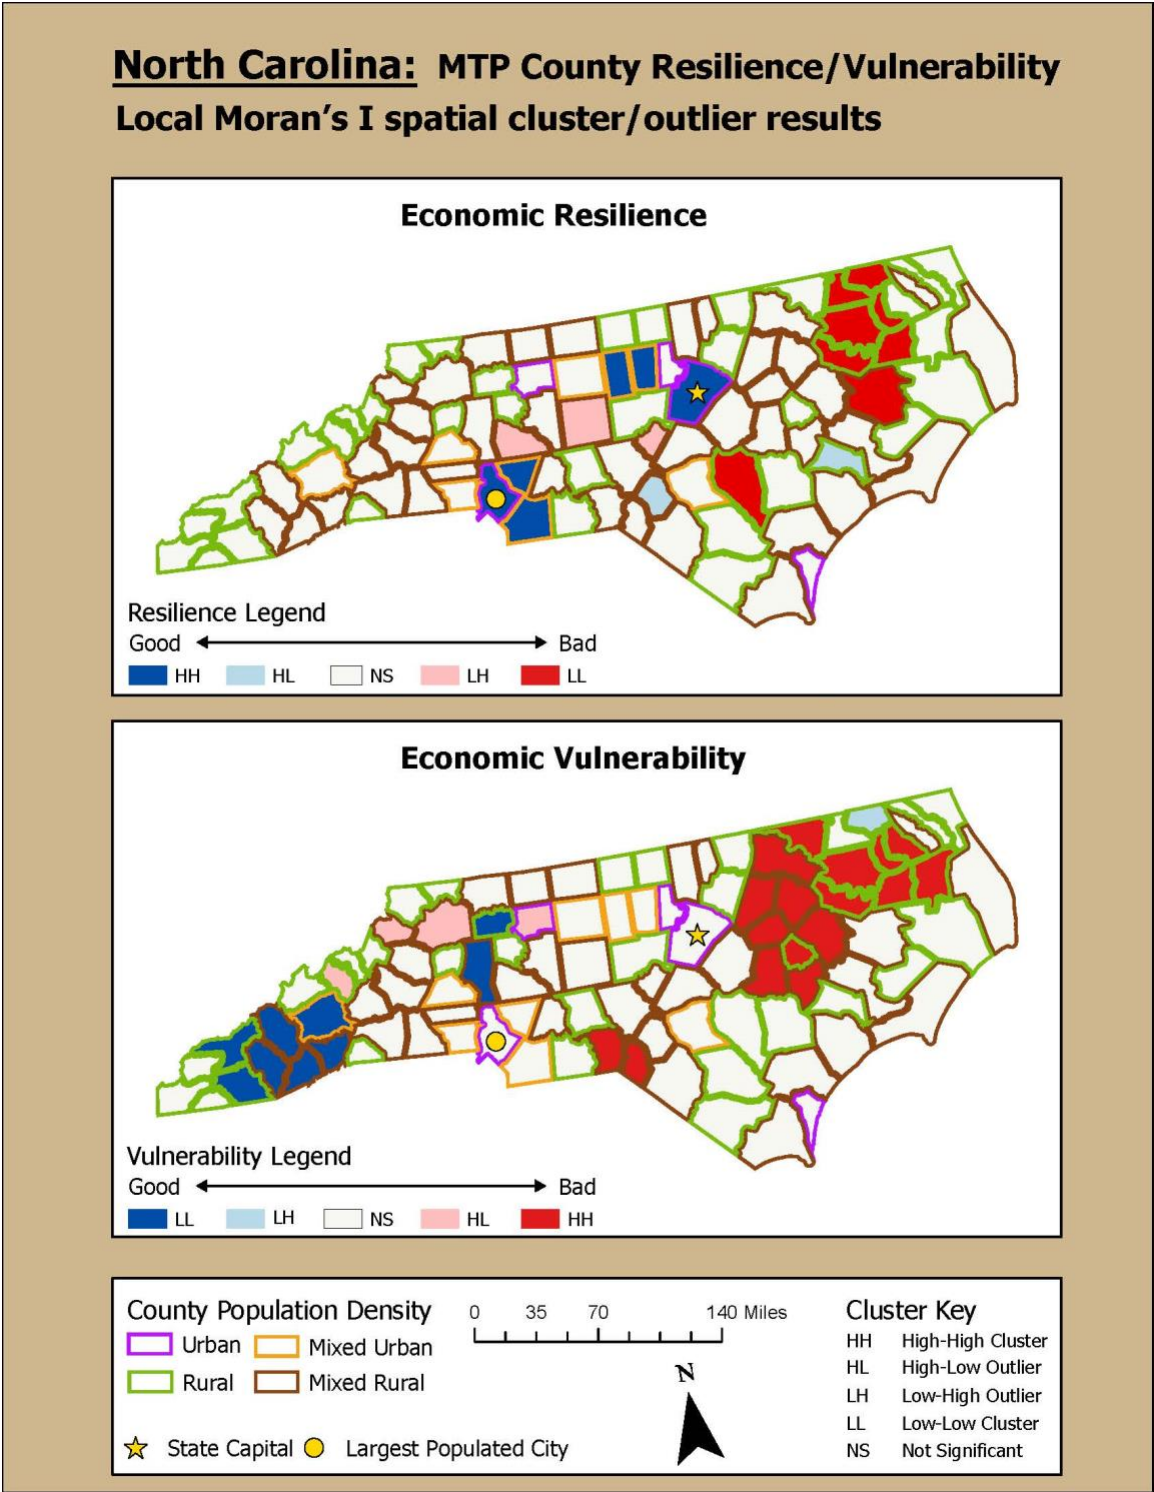 North Carolina: MTP County Resilience/Vulnerability
Local Moran's I spatial cluster/outlier results
Economic Resilience
Resilience Legend
Good Bad
HH HL NS LH LL
Economic Vulnerability
Vulnerability Legend
Good Bad
LL LH NS HL HH
County Population Density
Urban Mixed Urban
Rural Mixed Rural
State Capital Largest Populated City
0 35 70 140 Miles
N
Cluster Key
HH High-High Cluster
HL High-Low Outlier
LH Low-High Outlier
LL Low-Low Cluster
NS Not Significant